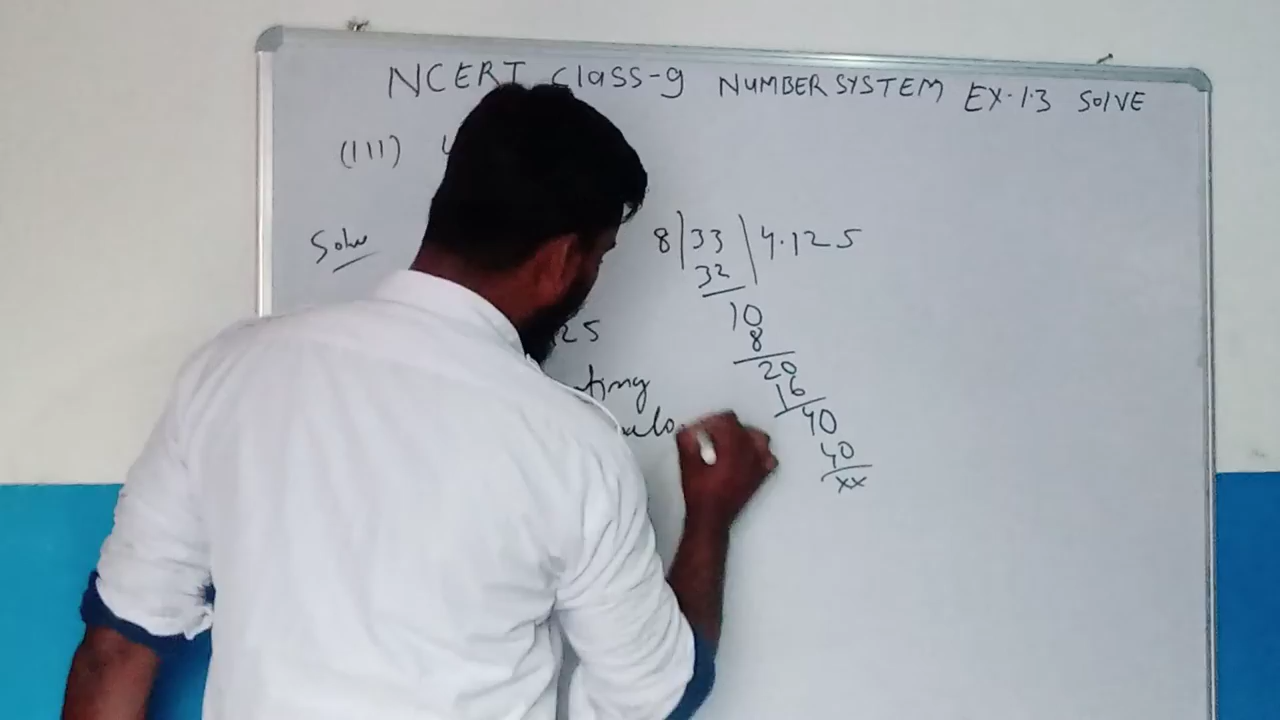 NCERT Class-9 NUMBER SYSTEM EX.1.3 SOLVE
(III) 4
Solve
8|33|4.125
32
10
8
20
16
40
40
xx
25
ting